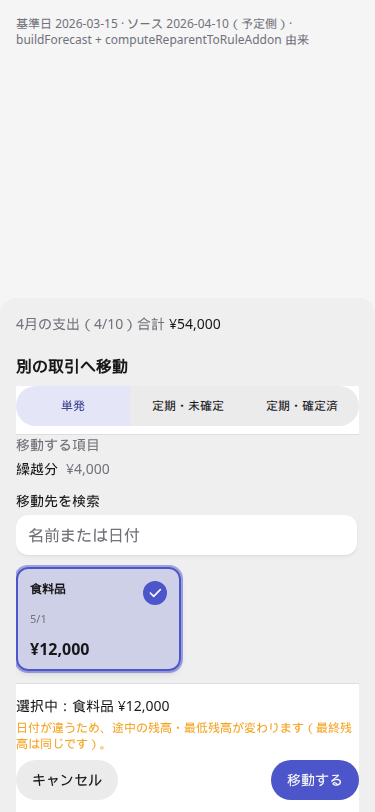 基準日 2026-03-15 · ソース 2026-04-10 ( 予定側 ) ·
buildForecast + computeReparentToRuleAddon 由来
4月の支出 ( 4/10 ) 合計 ¥54,000
別の取引へ移動
単発
定期・未確定
定期・確定済
移動する項目
繰越分 ¥4,000
移動先を検索
名前または日付
食料品
5/1
¥12,000
選択中：食料品 ¥12,000
日付が違うため、途中の残高・最低残高が変わります ( 最終残
高は同じです ) 。
キャンセル
移動する